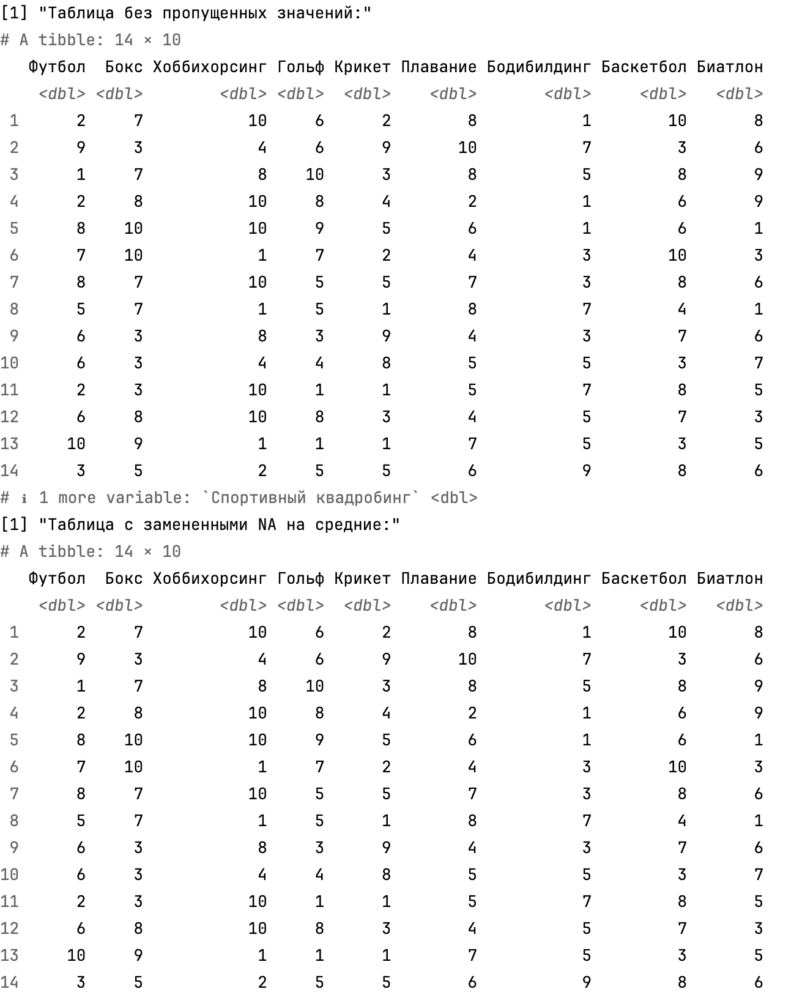 [1] "Таблица без пропущенных значений:"
# A tibble: 14 × 10
Футбол Бокс Хоббихорсинг Гольф Крикет Плавание Бодибилдинг Баскетбол Биатлон
<dbl> <dbl> <dbl> <dbl> <dbl> <dbl> <dbl> <dbl> <dbl>
1 2 7 10 6 2 8 1 10 8
2 9 3 4 6 9 10 7 3 6
3 1 7 8 10 3 8 5 8 9
4 2 8 10 8 4 2 1 6 9
5 8 10 10 9 5 6 1 6 1
6 7 10 1 7 2 4 3 10 3
7 8 7 10 5 5 7 3 8 6
8 5 7 1 5 1 8 7 4 1
9 6 3 8 3 9 4 3 7 6
10 6 3 4 4 8 5 5 3 7
11 2 3 10 1 1 5 7 8 5
12 6 8 10 8 3 4 5 7 3
13 10 9 1 1 1 7 5 3 5
14 3 5 2 5 5 6 9 8 6
# ℹ 1 more variable: `Спортивный квадробинг` <dbl>
[1] "Таблица с замененными NA на средние:"
# A tibble: 14 × 10
Футбол Бокс Хоббихорсинг Гольф Крикет Плавание Бодибилдинг Баскетбол Биатлон
<dbl> <dbl> <dbl> <dbl> <dbl> <dbl> <dbl> <dbl> <dbl>
1 2 7 10 6 2 8 1 10 8
2 9 3 4 6 9 10 7 3 6
3 1 7 8 10 3 8 5 8 9
4 2 8 10 8 4 2 1 6 9
5 8 10 10 9 5 6 1 6 1
6 7 10 1 7 2 4 3 10 3
7 8 7 10 5 5 7 3 8 6
8 5 7 1 5 1 8 7 4 1
9 6 3 8 3 9 4 3 7 6
10 6 3 4 4 8 5 5 3 7
11 2 3 10 1 1 5 7 8 5
12 6 8 10 8 3 4 5 7 3
13 10 9 1 1 1 7 5 3 5
14 3 5 2 5 5 6 9 8 6